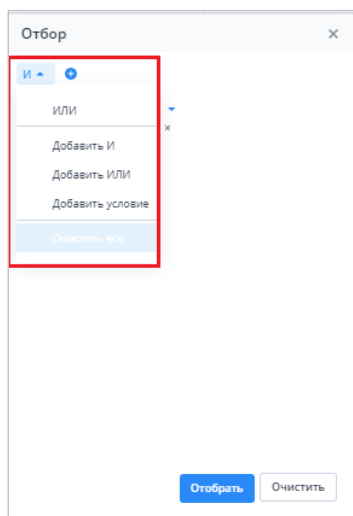 Отбор
И
ИЛИ
Добавить И
Добавить ИЛИ
Добавить условие
Очистить все
Отобрать Очистить